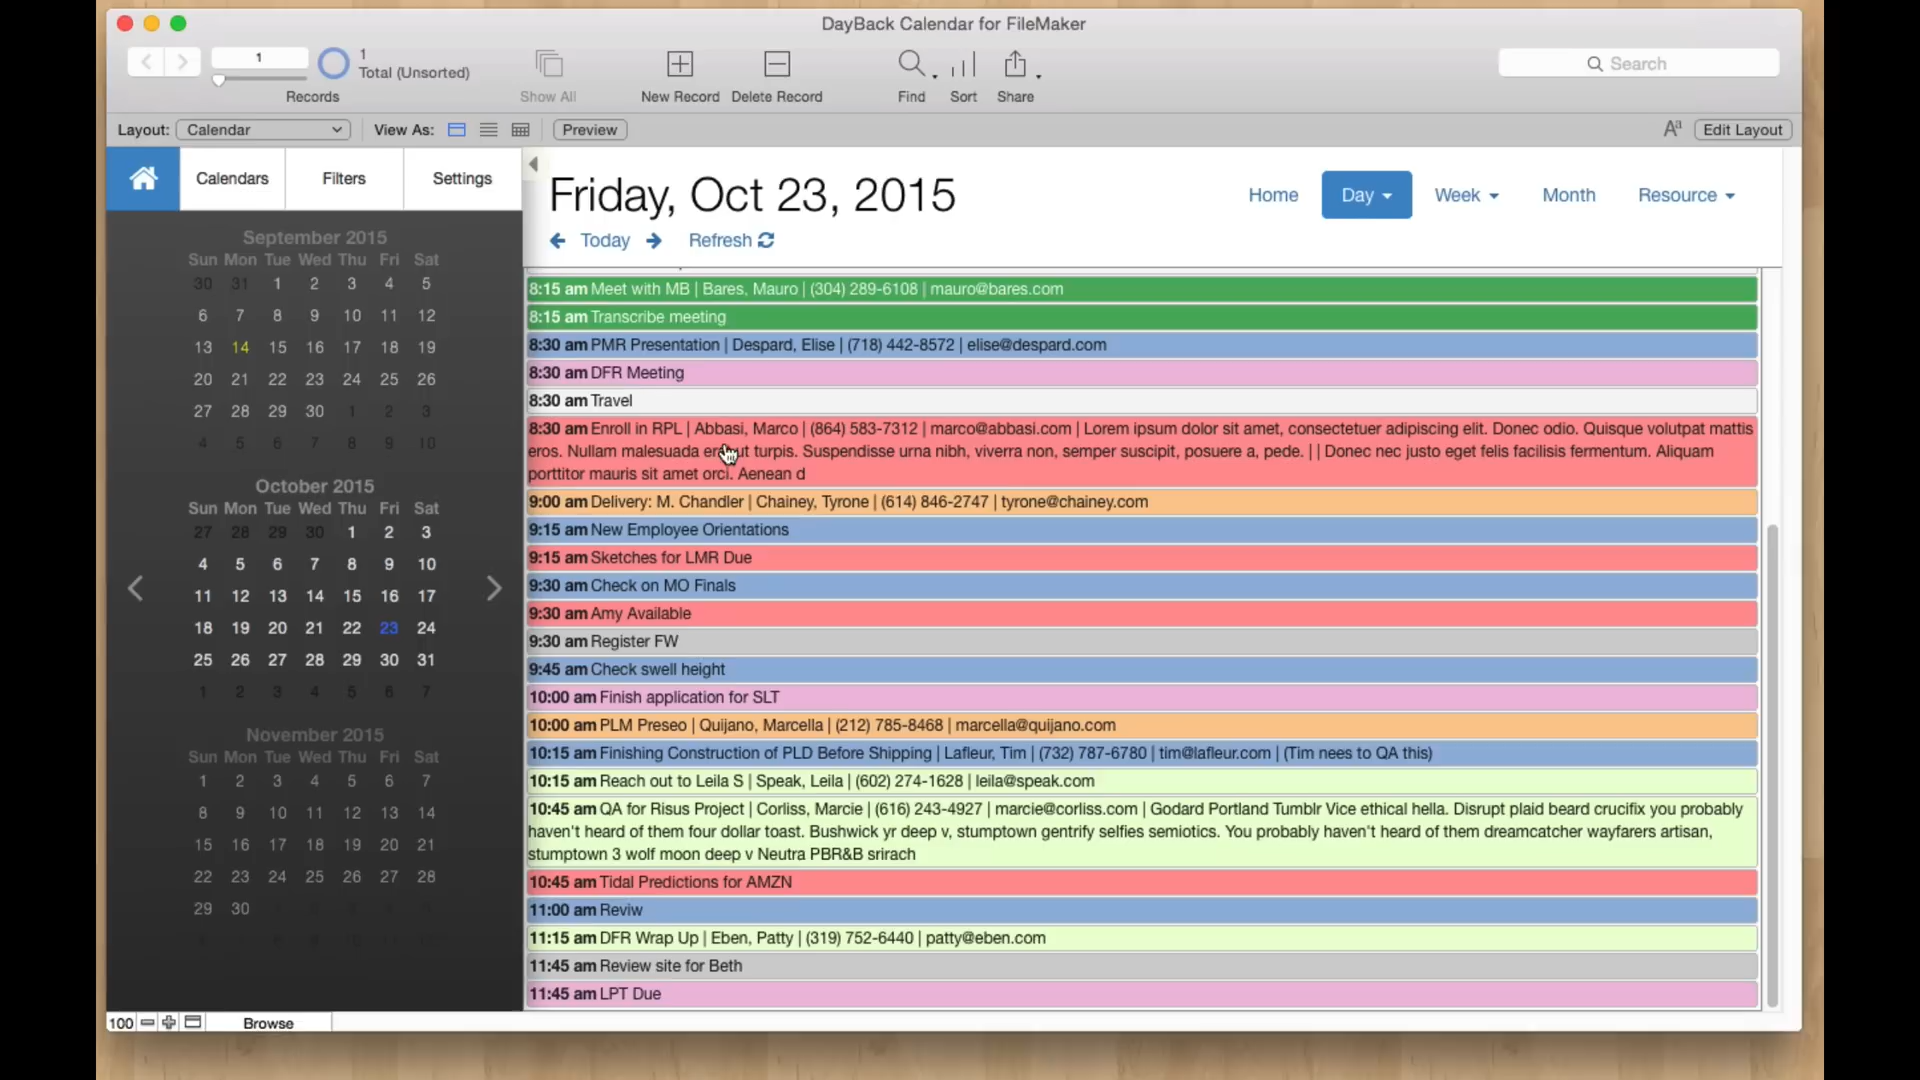 DayBack Calendar for FileMaker
1
1
Total (Unsorted)
Records
Show All
New Record
Delete Record
Find
Sort
Share
Search
Layout:
Calendar
View As:
Preview
Aa
Edit Layout
Calendars
Filters
Settings
Friday, Oct 23, 2015
Today
Refresh
Home
Day
Week
Month
Resource
September 2015
Sun Mon Tue Wed Thu Fri Sat
30 31 1 2 3 4 5
6 7 8 9 10 11 12
13 14 15 16 17 18 19
20 21 22 23 24 25 26
27 28 29 30 1 2 3
4 5 6 7 8 9 10
October 2015
Sun Mon Tue Wed Thu Fri Sat
27 28 29 30 1 2 3
4 5 6 7 8 9 10
11 12 13 14 15 16 17
18 19 20 21 22 23 24
25 26 27 28 29 30 31
1 2 3 4 5 6 7
November 2015
Sun Mon Tue Wed Thu Fri Sat
1 2 3 4 5 6 7
8 9 10 11 12 13 14
15 16 17 18 19 20 21
22 23 24 25 26 27 28
29 30
8:15 am Meet with MB | Bares, Mauro | (304) 289-6108 | mauro@bares.com
8:15 am Transcribe meeting
8:30 am PMR Presentation | Despard, Elise | (718) 442-8572 | elise@despard.com
8:30 am DFR Meeting
8:30 am Travel
8:30 am Enroll in RPL | Abbasi, Marco | (864) 583-7312 | marco@abbasi.com | Lorem ipsum dolor sit amet, consectetuer adipiscing elit. Donec odio. Quisque volutpat mattis
eros. Nullam malesuada erat ut turpis. Suspendisse urna nibh, viverra non, semper suscipit, posuere a, pede. | | Donec nec justo eget felis facilisis fermentum. Aliquam
porttitor mauris sit amet orci. Aenean d
9:00 am Delivery: M. Chandler | Chainey, Tyrone | (614) 846-2747 | tyrone@chainey.com
9:15 am New Employee Orientations
9:15 am Sketches for LMR Due
9:30 am Check on MO Finals
9:30 am Amy Available
9:30 am Register FW
9:45 am Check swell height
10:00 am Finish application for SLT
10:00 am PLM Preseo | Quijano, Marcella | (212) 785-8468 | marcella@quijano.com
10:15 am Finishing Construction of PLD Before Shipping | Lafleur, Tim | (732) 787-6780 | tim@lafleur.com | (Tim nees to QA this)
10:15 am Reach out to Leila S | Speak, Leila | (602) 274-1628 | leila@speak.com
10:45 am QA for Risus Project | Corliss, Marcie | (616) 243-4927 | marcie@corliss.com | Godard Portland Tumblr Vice ethical hella. Disrupt plaid beard crucifix you probably
haven't heard of them four dollar toast. Bushwick yr deep v, stumptown gentrify selfies semiotics. You probably haven't heard of them dreamcatcher wayfarers artisan,
stumptown 3 wolf moon deep v Neutra PBR&B srirach
10:45 am Tidal Predictions for AMZN
11:00 am Reviw
11:15 am DFR Wrap Up | Eben, Patty | (319) 752-6440 | patty@eben.com
11:45 am Review site for Beth
11:45 am LPT Due
100
Browse